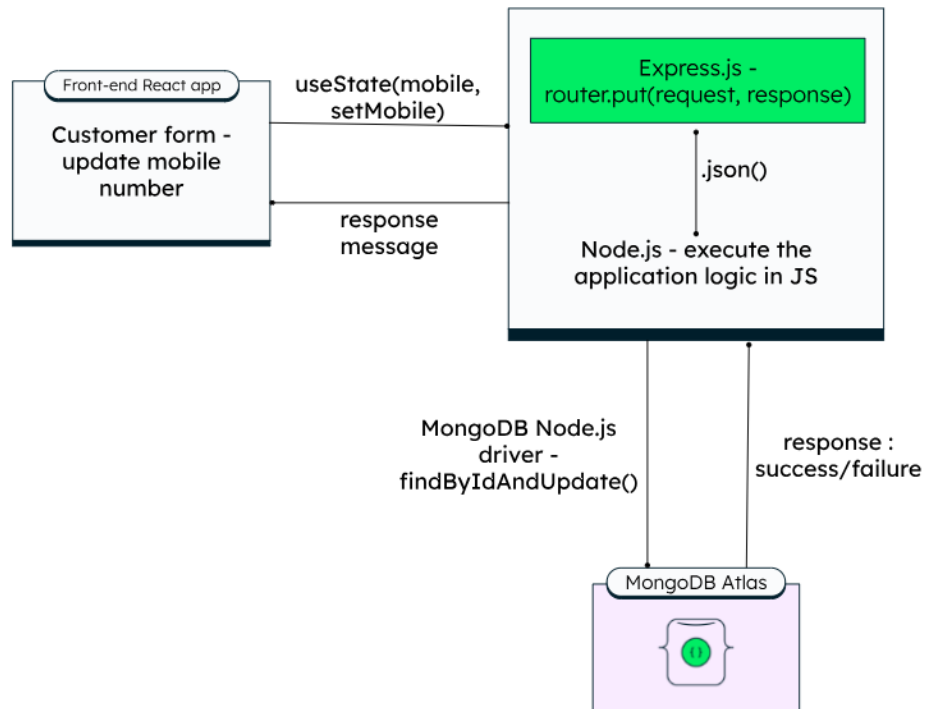 Front-end React app
Customer form -
update mobile
number
useState(mobile,
setMobile)
response
message
Express.js -
router.put(request, response)
.json()
Node.js - execute the
application logic in JS
MongoDB Node.js
driver -
findByIdAndUpdate()
response :
success/failure
MongoDB Atlas
{}